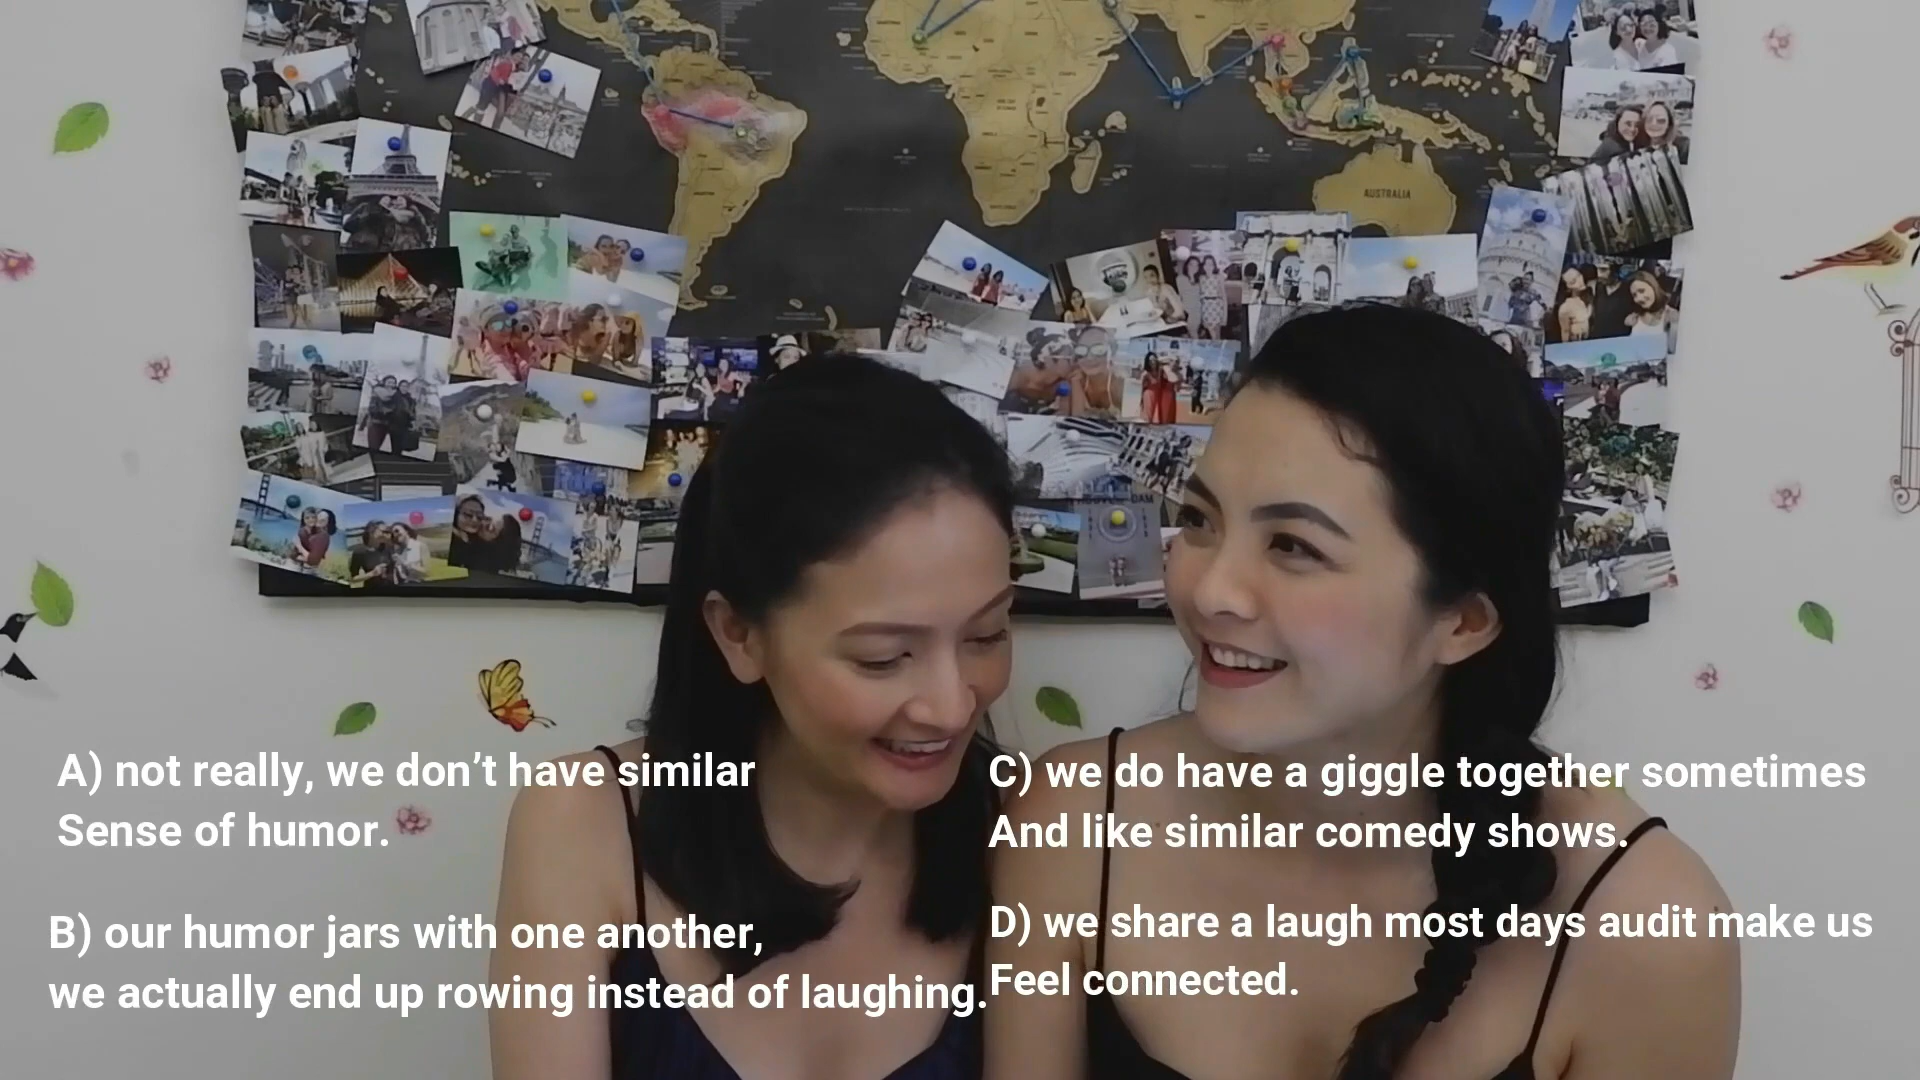 AUSTRALIA
A) not really, we don’t have similar
Sense of humor.
B) our humor jars with one another,
we actually end up rowing instead of laughing.
C) we do have a giggle together sometimes
And like similar comedy shows.
D) we share a laugh most days audit make us
Feel connected.